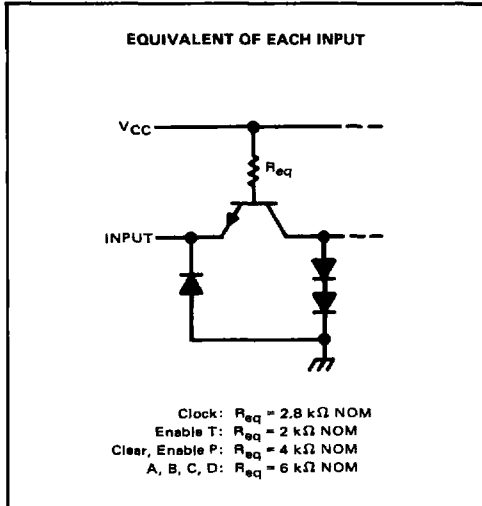 EQUIVALENT OF EACH INPUT
VCC
Req
INPUT
Clock: Req = 2.8 kΩ NOM
Enable T: Req = 2 kΩ NOM
Clear, Enable P: Req = 4 kΩ NOM
A, B, C, D: Req = 6 kΩ NOM